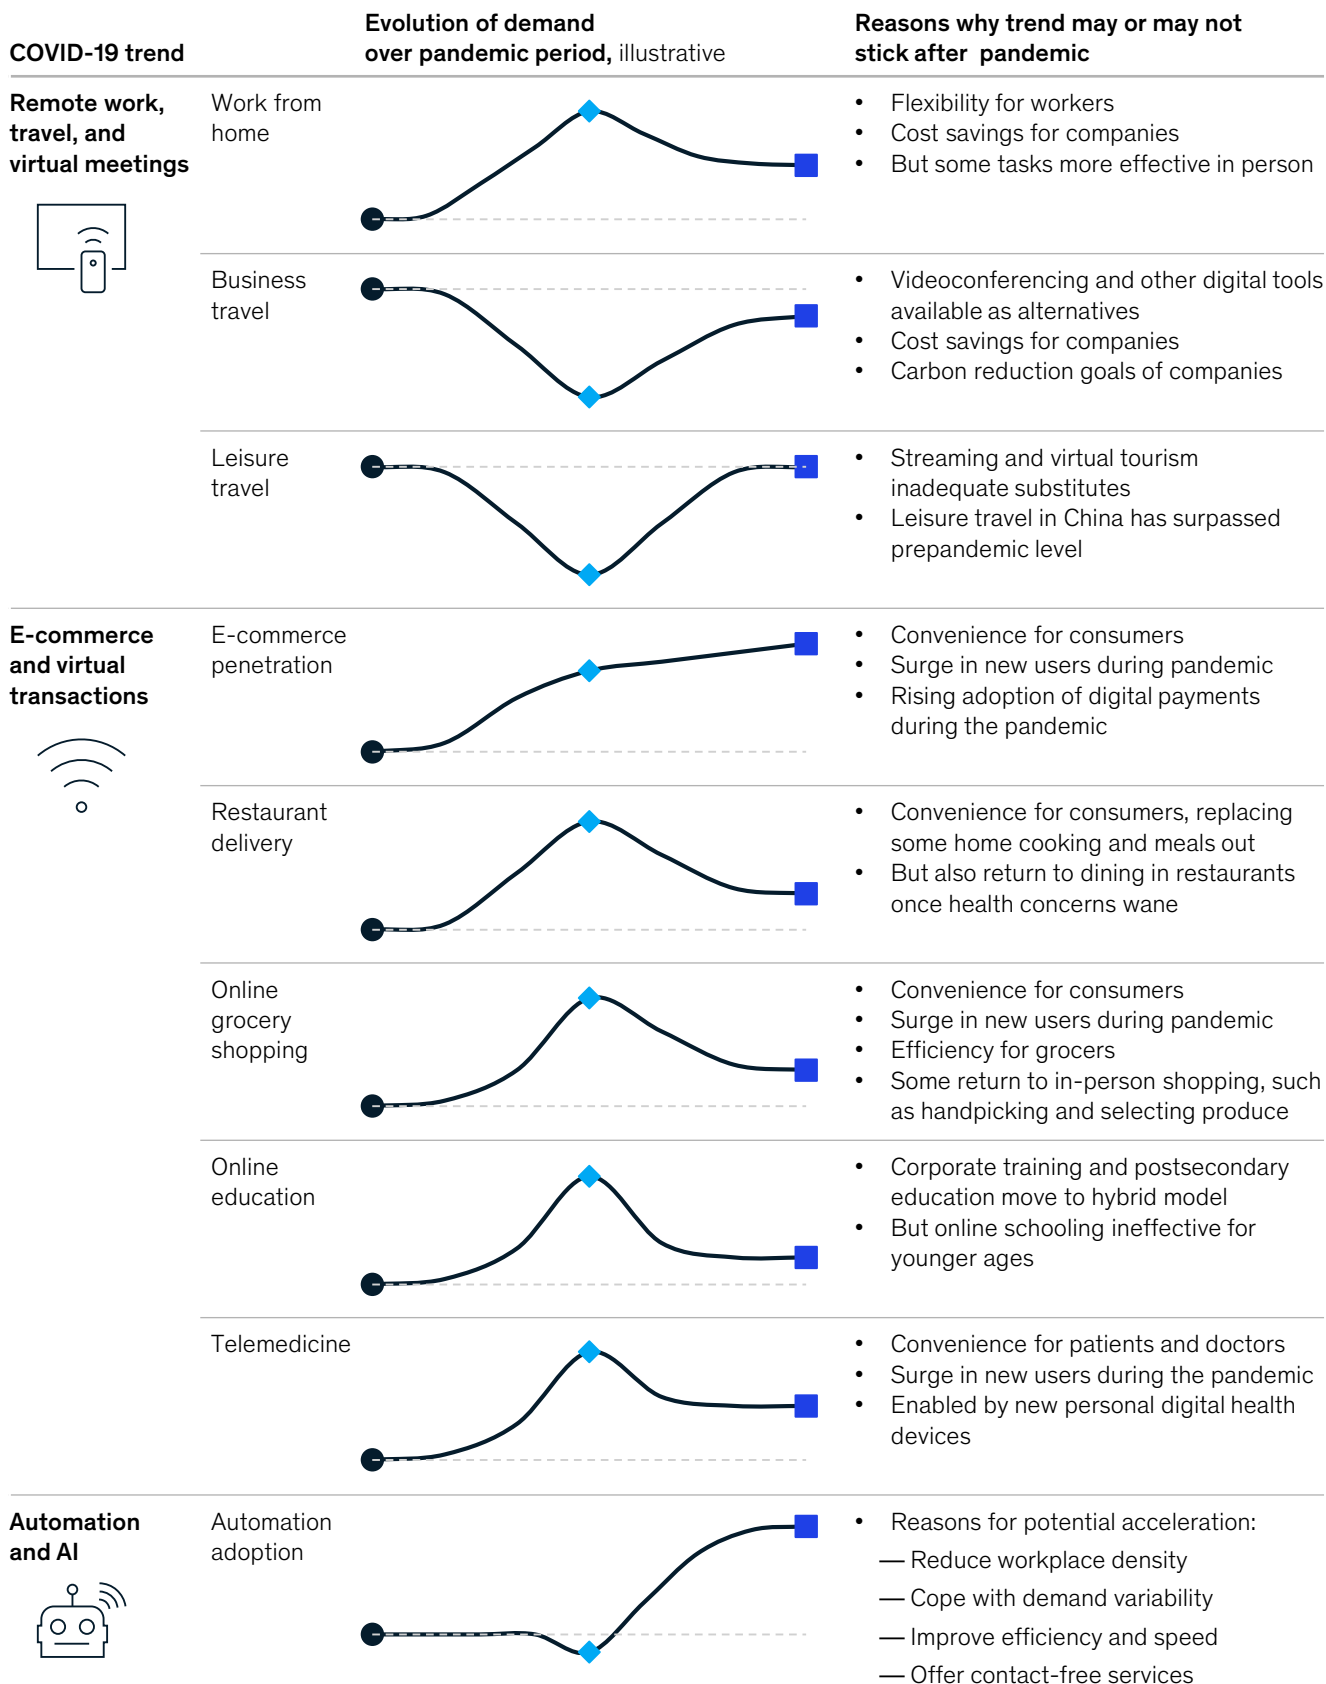 COVID-19 trend
Evolution of demand
over pandemic period, illustrative
Reasons why trend may or may not
stick after pandemic
Remote work,
travel, and
virtual meetings
Work from
home
• Flexibility for workers
• Cost savings for companies
• But some tasks more effective in person
Business
travel
• Videoconferencing and other digital tools
available as alternatives
• Cost savings for companies
• Carbon reduction goals of companies
Leisure
travel
• Streaming and virtual tourism
inadequate substitutes
• Leisure travel in China has surpassed
prepandemic level
E-commerce
and virtual
transactions
E-commerce
penetration
• Convenience for consumers
• Surge in new users during pandemic
• Rising adoption of digital payments
during the pandemic
Restaurant
delivery
• Convenience for consumers, replacing
some home cooking and meals out
• But also return to dining in restaurants
once health concerns wane
Online
grocery
shopping
• Convenience for consumers
• Surge in new users during pandemic
• Efficiency for grocers
• Some return to in-person shopping, such
as handpicking and selecting produce
Online
education
• Corporate training and postsecondary
education move to hybrid model
• But online schooling ineffective for
younger ages
Telemedicine
• Convenience for patients and doctors
• Surge in new users during the pandemic
• Enabled by new personal digital health
devices
Automation
and AI
Automation
adoption
• Reasons for potential acceleration:
— Reduce workplace density
— Cope with demand variability
— Improve efficiency and speed
— Offer contact-free services